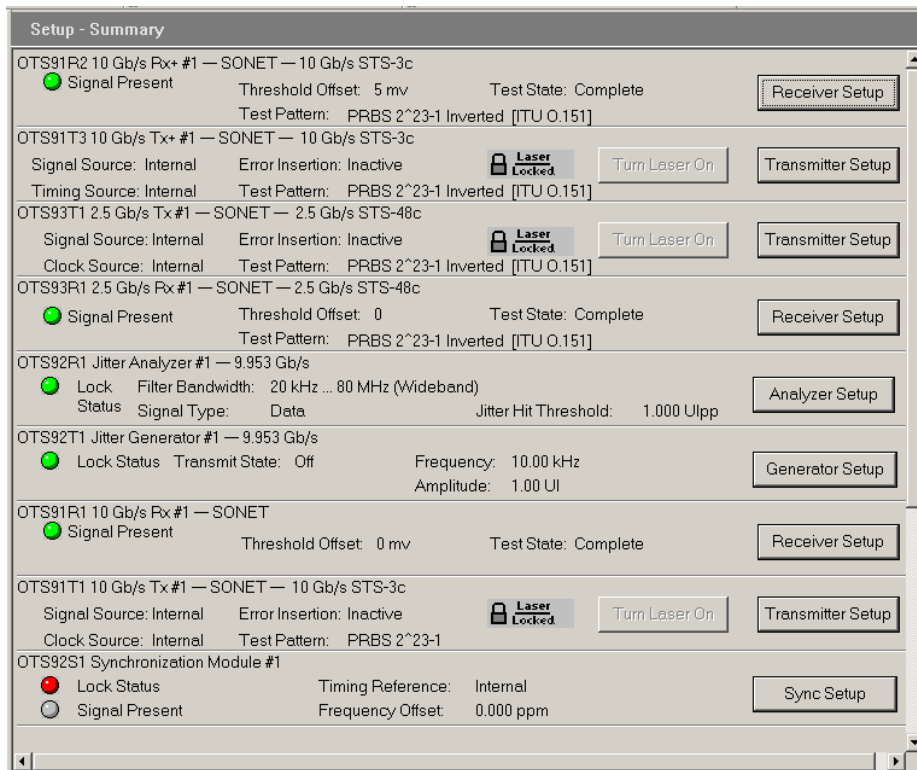 Setup - Summary
OTS91R2 10 Gb/s Rx+ #1 — SONET — 10 Gb/s STS-3c
Signal Present Threshold Offset: 5 mv Test State: Complete Receiver Setup
Test Pattern: PRBS 2^23-1 Inverted [ITU O.151]
OTS91T3 10 Gb/s Tx+ #1 — SONET — 10 Gb/s STS-3c
Signal Source: Internal Error Insertion: Inactive Laser Locked Turn Laser On Transmitter Setup
Timing Source: Internal Test Pattern: PRBS 2^23-1 Inverted [ITU O.151]
OTS93T1 2.5 Gb/s Tx #1 — SONET — 2.5 Gb/s STS-48c
Signal Source: Internal Error Insertion: Inactive Laser Locked Turn Laser On Transmitter Setup
Clock Source: Internal Test Pattern: PRBS 2^23-1 Inverted [ITU O.151]
OTS93R1 2.5 Gb/s Rx #1 — SONET — 2.5 Gb/s STS-48c
Signal Present Threshold Offset: 0 Test State: Complete Receiver Setup
Test Pattern: PRBS 2^23-1 Inverted [ITU O.151]
OTS92R1 Jitter Analyzer #1 — 9.953 Gb/s
Lock Status Filter Bandwidth: 20 kHz ... 80 MHz (Wideband) Analyzer Setup
Signal Type: Data Jitter Hit Threshold: 1.000 UIpp
OTS92T1 Jitter Generator #1 — 9.953 Gb/s
Lock Status Transmit State: Off Frequency: 10.00 kHz Generator Setup
Amplitude: 1.00 UI
OTS91R1 10 Gb/s Rx #1 — SONET
Signal Present Threshold Offset: 0 mv Test State: Complete Receiver Setup
OTS91T1 10 Gb/s Tx #1 — SONET — 10 Gb/s STS-3c
Signal Source: Internal Error Insertion: Inactive Laser Locked Turn Laser On Transmitter Setup
Clock Source: Internal Test Pattern: PRBS 2^23-1
OTS92S1 Synchronization Module #1
Lock Status Timing Reference: Internal Sync Setup
Signal Present Frequency Offset: 0.000 ppm